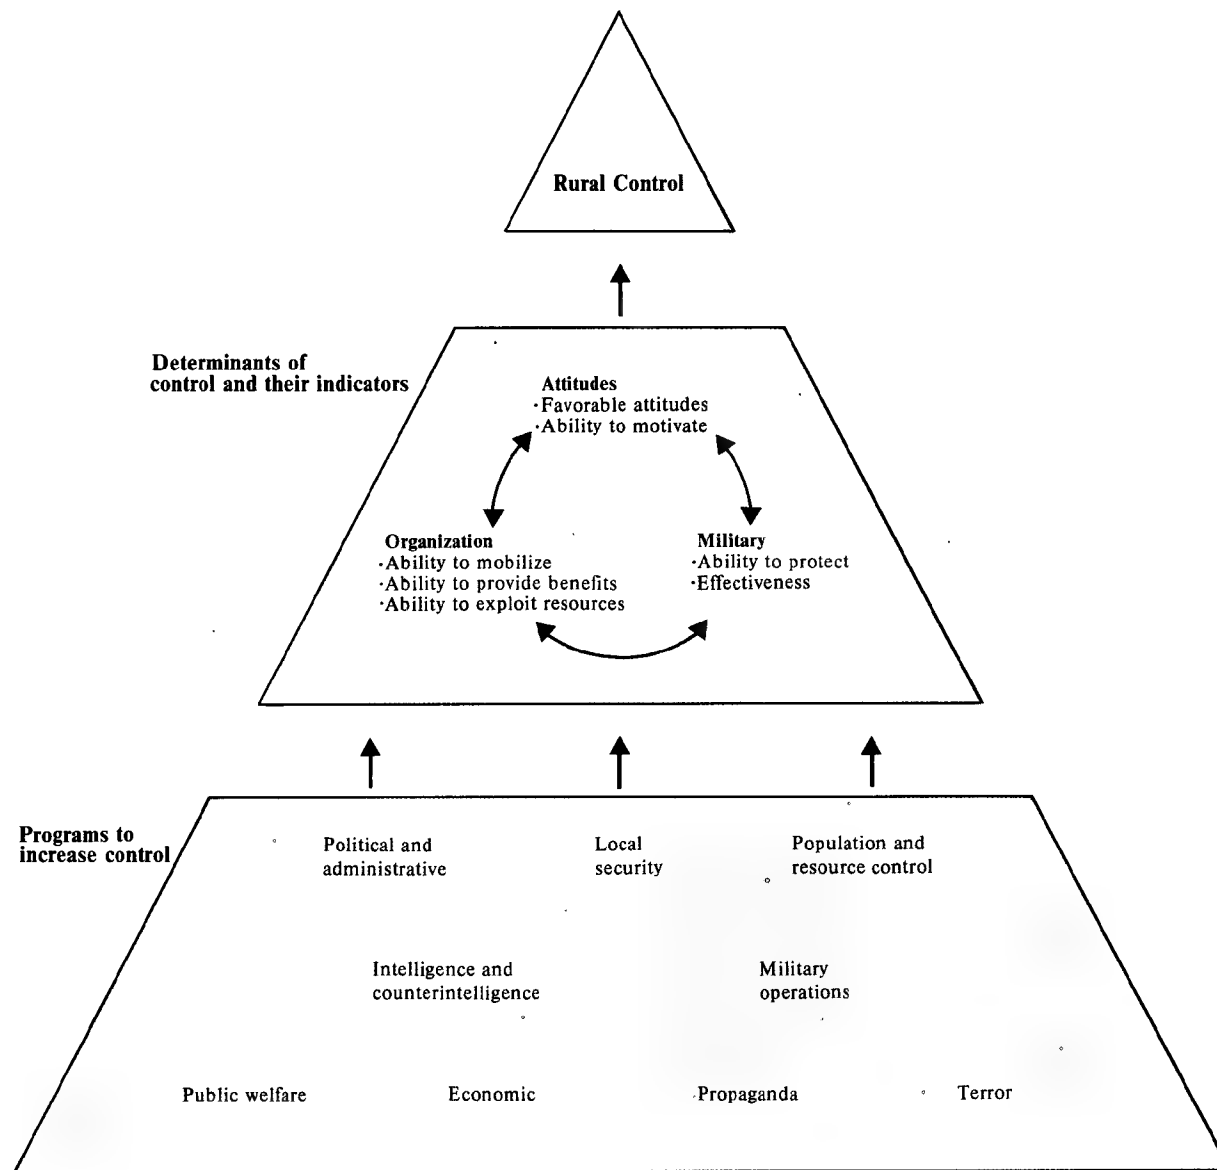 Rural Control
Determinants of
control and their indicators
Attitudes
·Favorable attitudes
·Ability to motivate
Organization
·Ability to mobilize
·Ability to provide benefits
·Ability to exploit resources
Military
·Ability to protect
·Effectiveness
Programs to
increase control
Political and
administrative
Local
security
Population and
resource control
Intelligence and
counterintelligence
Military
operations
Public welfare
Economic
Propaganda
Terror